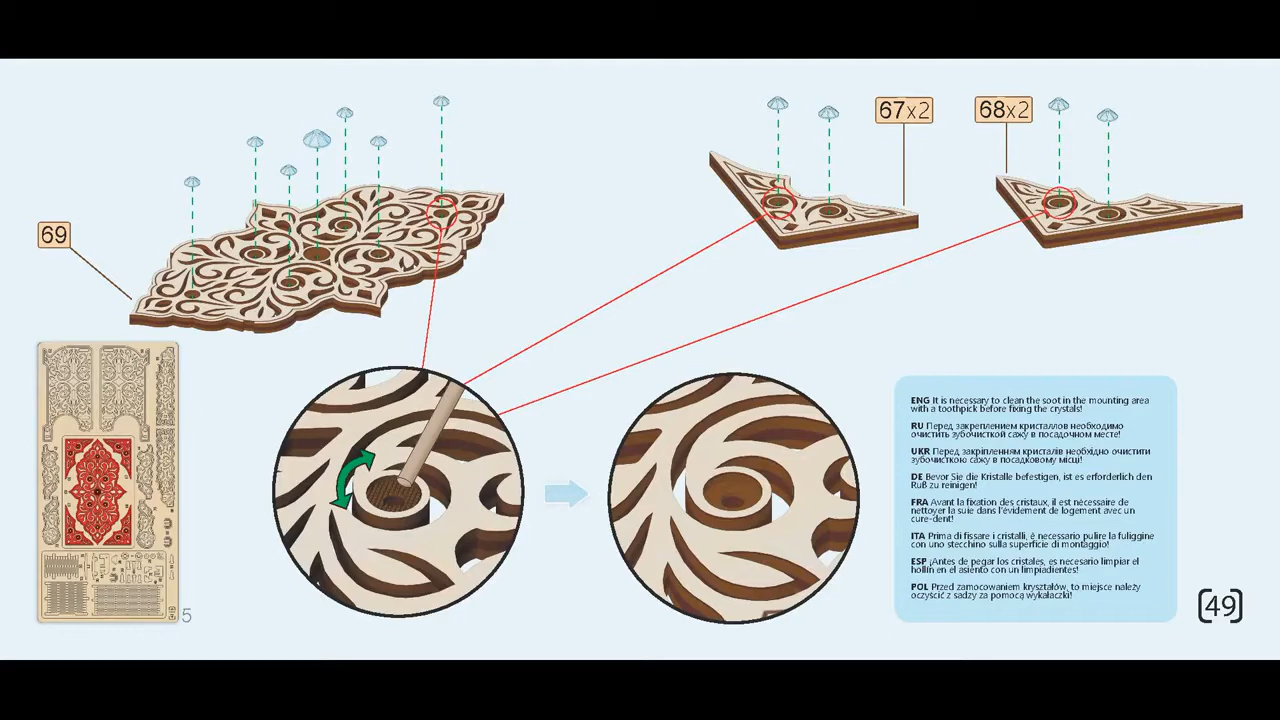 67x2
68x2
69
ENG It is necessary to clean the soot in the mounting area
with a toothpick before fixing the crystals!
RU Перед закреплением кристаллов необходимо
очистить зубочисткой сажу в посадочном месте!
UKR Перед закріпленням кристалів необхідно очистити
зубочисткою сажу в посадковому місці!
DE Bevor Sie die Kristalle befestigen, ist es erforderlich den
Ruß zu reinigen!
FRA Avant la fixation des cristaux, il est nécessaire de
nettoyer la suie dans l'évidement de logement avec un
cure-dent!
ITA Prima di fissare i cristalli, è necessario pulire la fuliggine
con uno stecchino sulla superficie di montaggio!
ESP ¡Antes de pegar los cristales, es necesario limpiar el
hollín en el asiento con un limpiadientes!
POL Przed zamocowaniem kryształów, to miejsce należy
oczyścić z sadzy za pomocą wykałaczki!
5
[49]